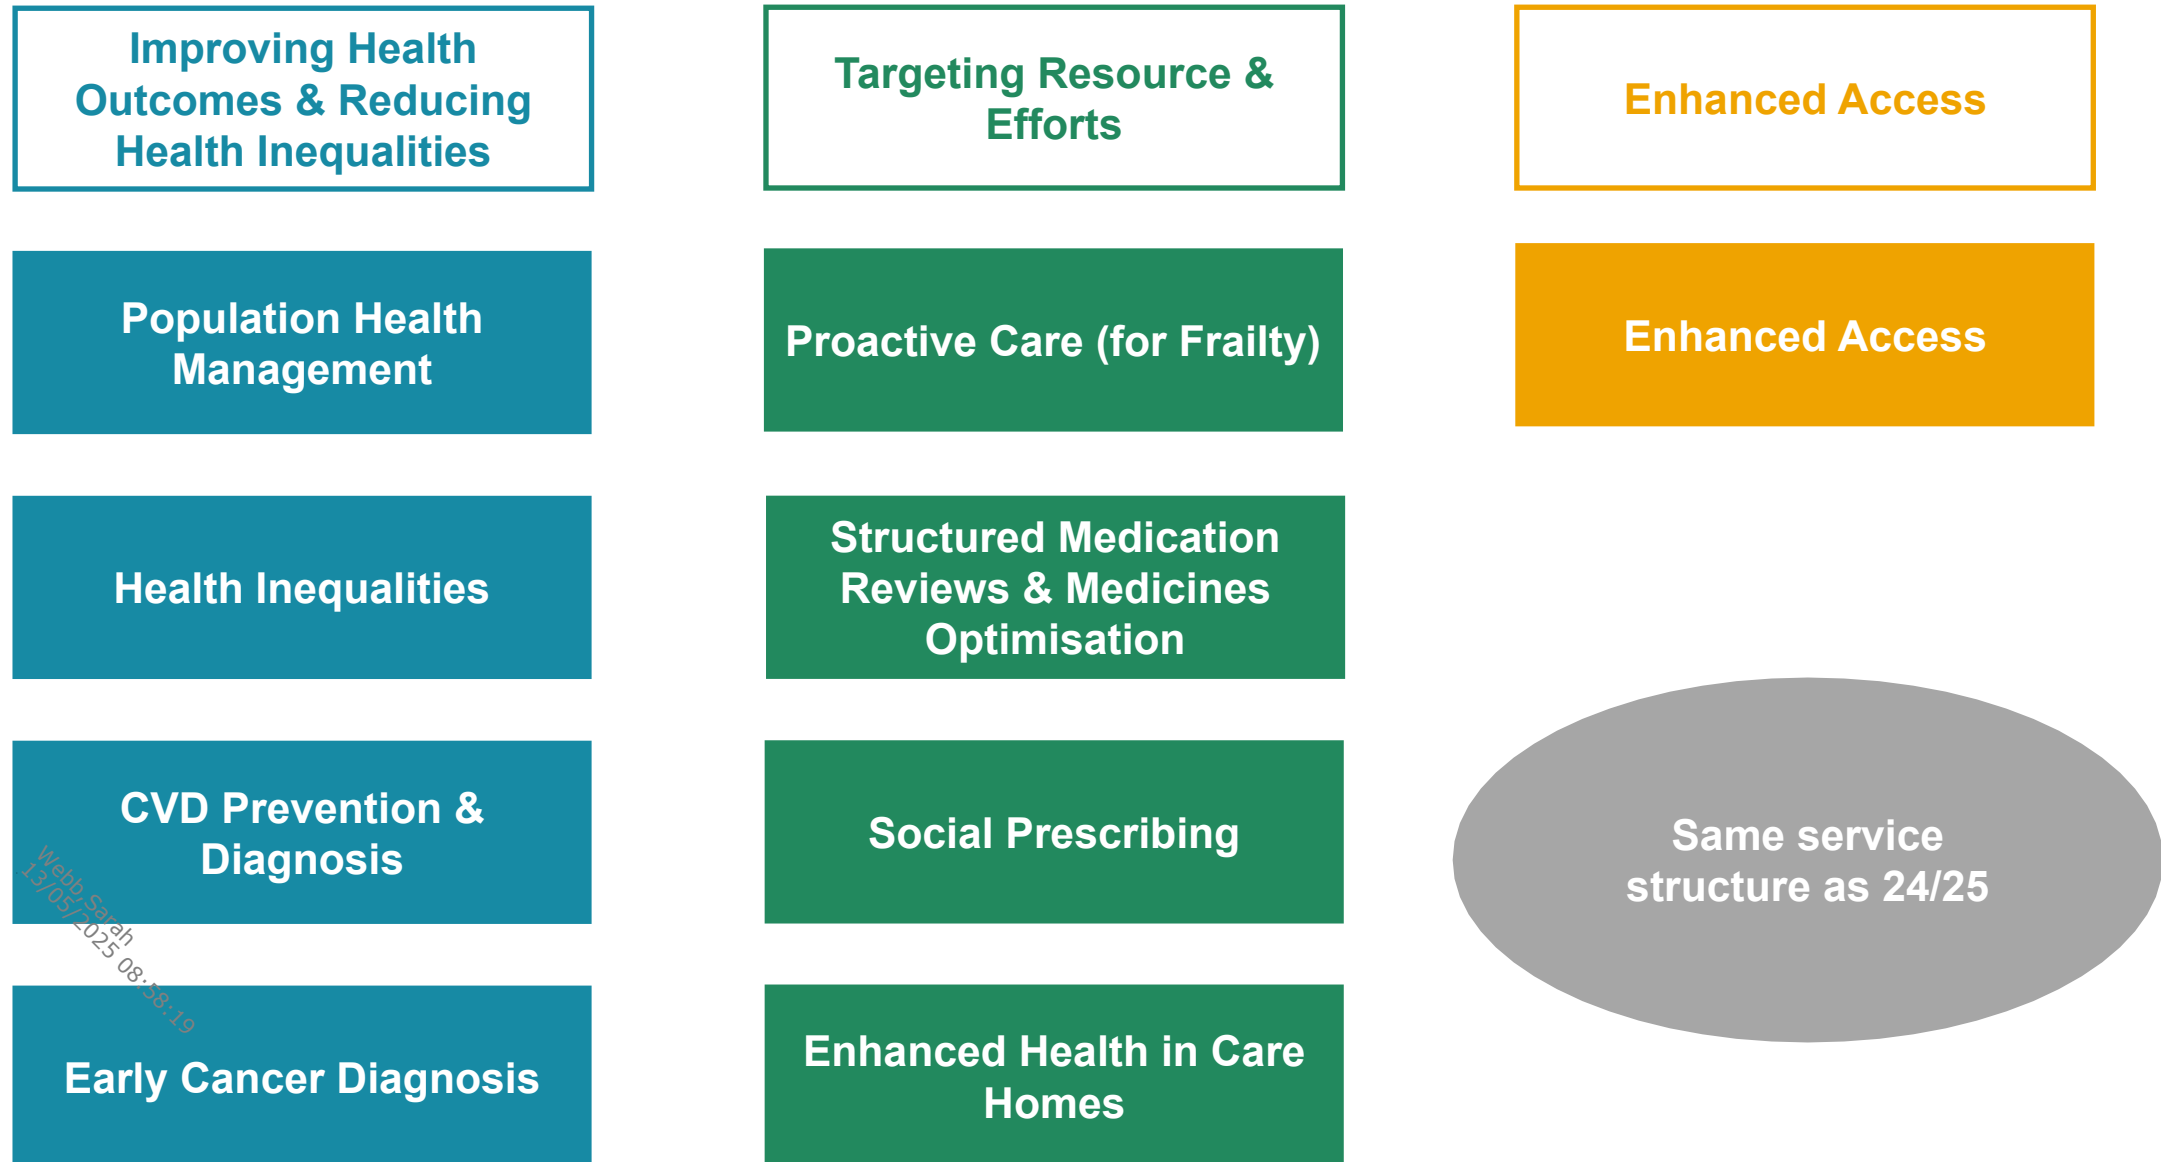 Improving Health
Outcomes & Reducing
Health Inequalities
Population Health
Management
Health Inequalities
CVD Prevention &
Diagnosis
Early Cancer Diagnosis
Targeting Resource &
Efforts
Proactive Care (for Frailty)
Structured Medication
Reviews & Medicines
Optimisation
Social Prescribing
Enhanced Health in Care
Homes
Enhanced Access
Enhanced Access
Same service
structure as 24/25
Webb, Sarah
13/05/2025 08:58:19